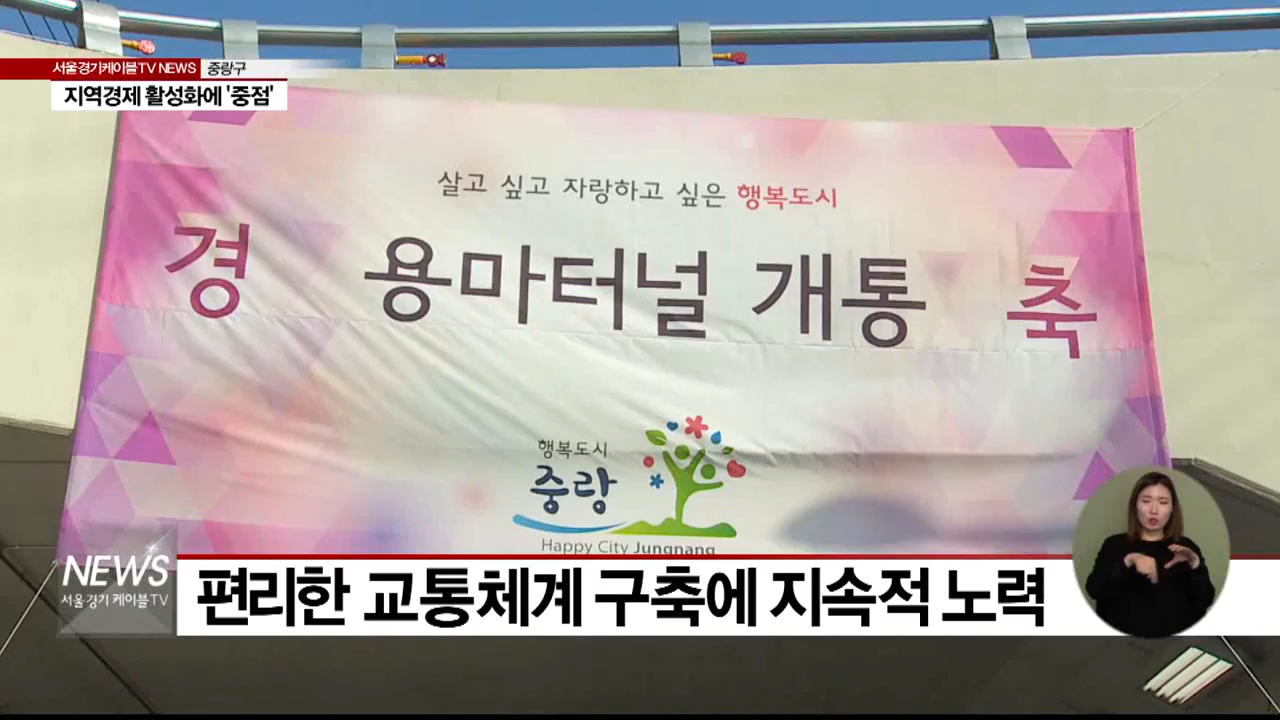 서울경기케이블TV NEWS 중랑구
지역경제 활성화에 '중점'
살고 싶고 자랑하고 싶은 행복도시
경 용마터널 개통 축
행복도시
중랑
Happy City Jungnang
NEWS
서울경기케이블TV
편리한 교통체계 구축에 지속적 노력